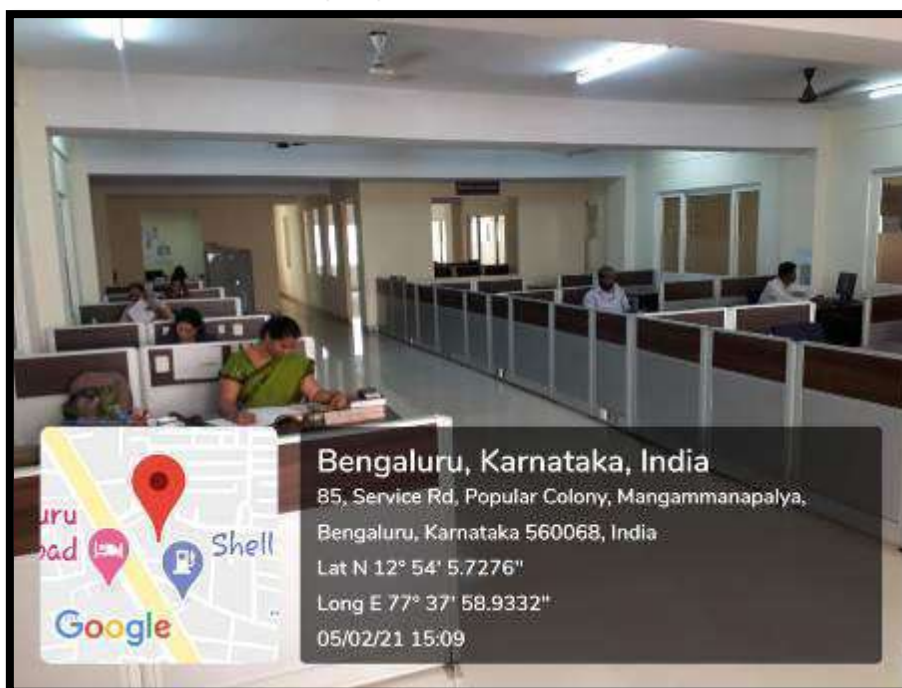 Bengaluru, Karnataka, India
85, Service Rd, Popular Colony, Mangammanapalya,
Bengaluru, Karnataka 560068, India
Lat N 12° 54' 5.7276"
Long E 77° 37' 58.9332"
05/02/21 15:09
uru
ad
Shell
Google